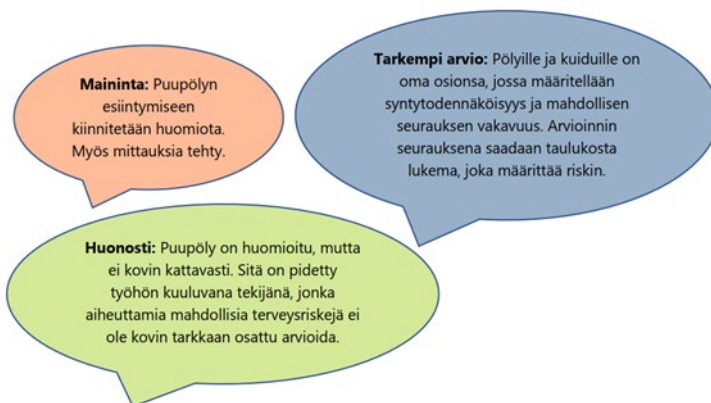 Maininta: Puupölyn
esiintymiseen
kiinnitetään huomiota.
Myös mittauksia tehty.
Tarkempi arvio: Pölyille ja kuiduille on
oma osionsa, jossa määritellään
syntytodennäköisyys ja mahdollisen
seurauksen vakavuus. Arvioinnin
seurauksena saadaan taulukosta
lukema, joka määrittää riskin.
Huonosti: Puupöly on huomioitu, mutta
ei kovin kattavasti. Sitä on pidetty
työhön kuuluvana tekijänä, jonka
aiheuttamia mahdollisia terveysriskejä ei
ole kovin tarkkaan osattu arvioida.